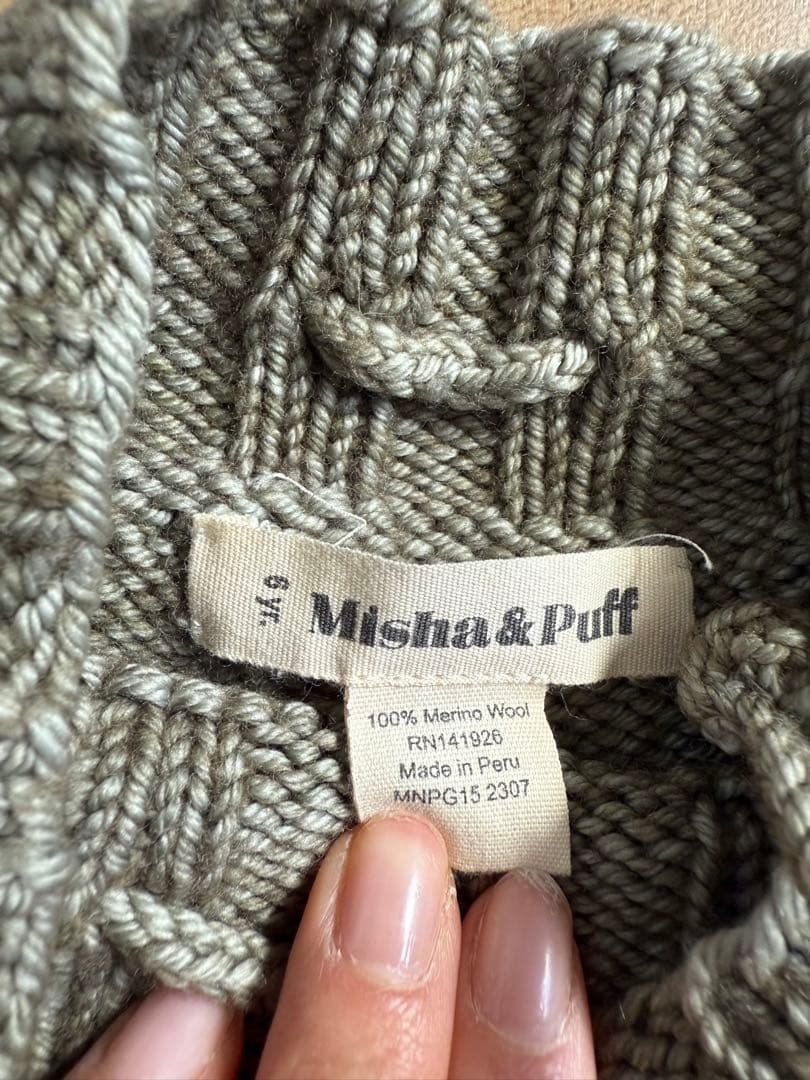 6 yr.
Misha & Puff
100% Merino Wool
RN141926
Made in Peru
MNPG15 2307